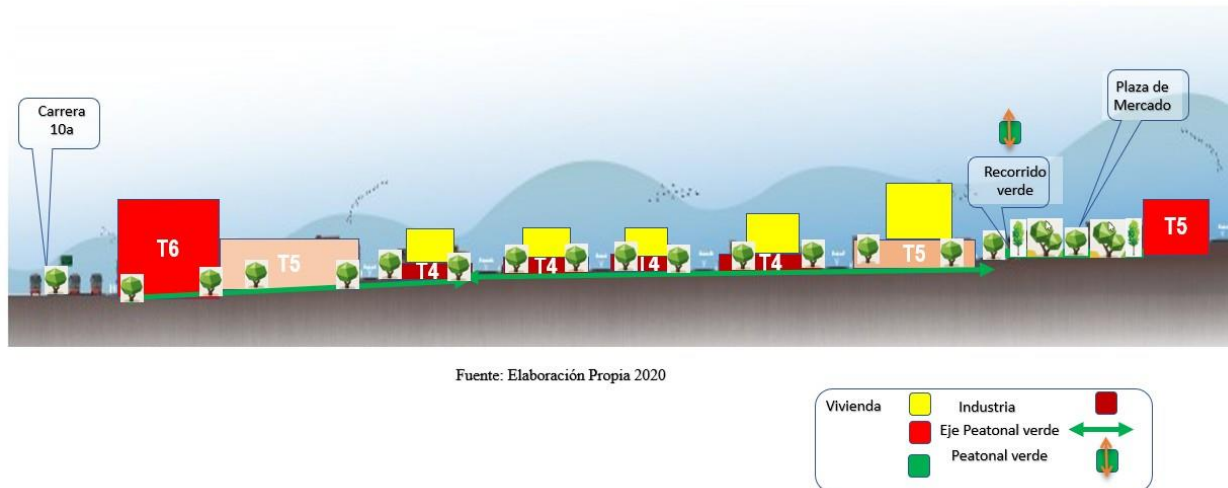 Carrera
10a
Plaza de
Mercado
Recorrido
verde
T6
T5
T4
T4
T4
T4
T5
T5
Fuente: Elaboración Propia 2020
Vivienda
Industria
Eje Peatonal verde
Peatonal verde